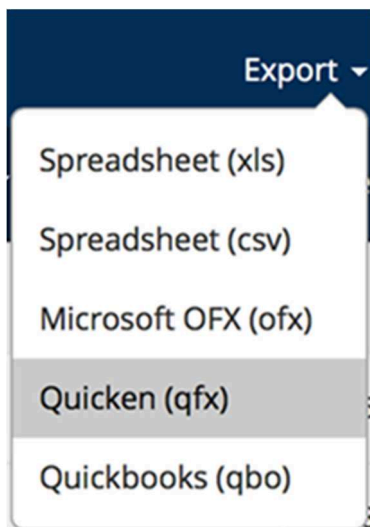 Export
Spreadsheet (xls)
Spreadsheet (csv)
Microsoft OFX (ofx)
Quicken (qfx)
Quickbooks (qbo)